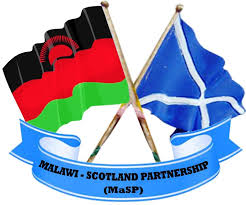 MALAWI - SCOTLAND PARTNERSHIP
(MaSP)